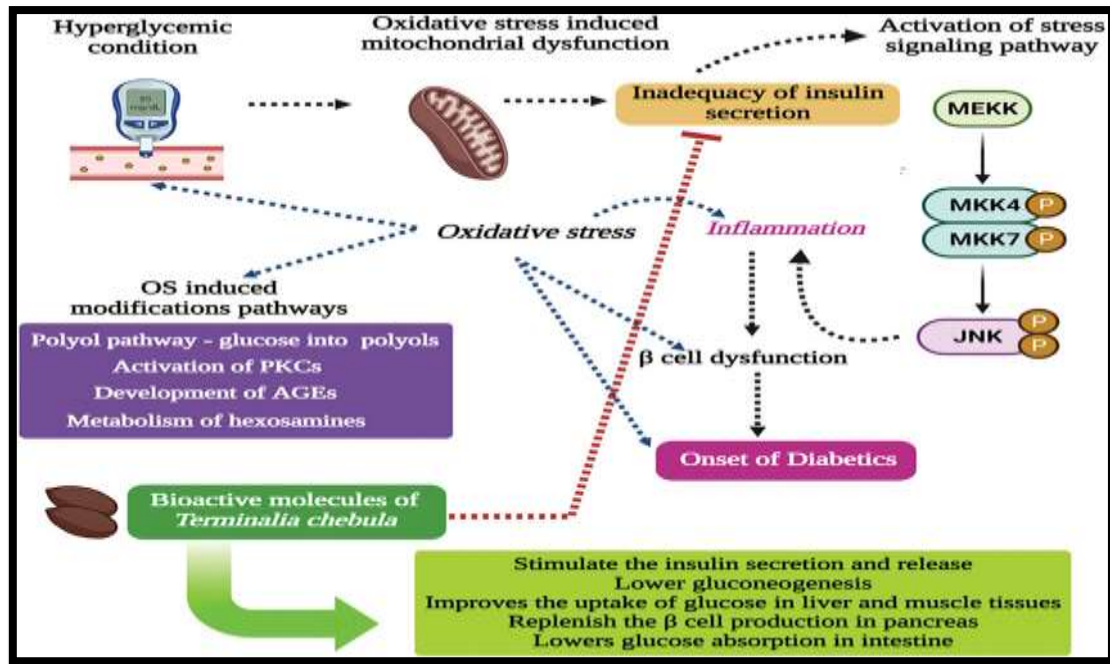 Hyperglycemic
condition
Oxidative stress induced
mitochondrial dysfunction
Activation of stress
signaling pathway
Inadequacy of insulin
secretion
MEKK
MKK4 P
MKK7 P
JNK P
P
Oxidative stress
Inflammation
OS induced
modifications pathways
Polyol pathway - glucose into polyols
Activation of PKCs
Development of AGEs
Metabolism of hexosamines
β cell dysfunction
Onset of Diabetics
Bioactive molecules of
Terminalia chebula
Stimulate the insulin secretion and release
Lower gluconeogenesis
Improves the uptake of glucose in liver and muscle tissues
Replenish the β cell production in pancreas
Lowers glucose absorption in intestine